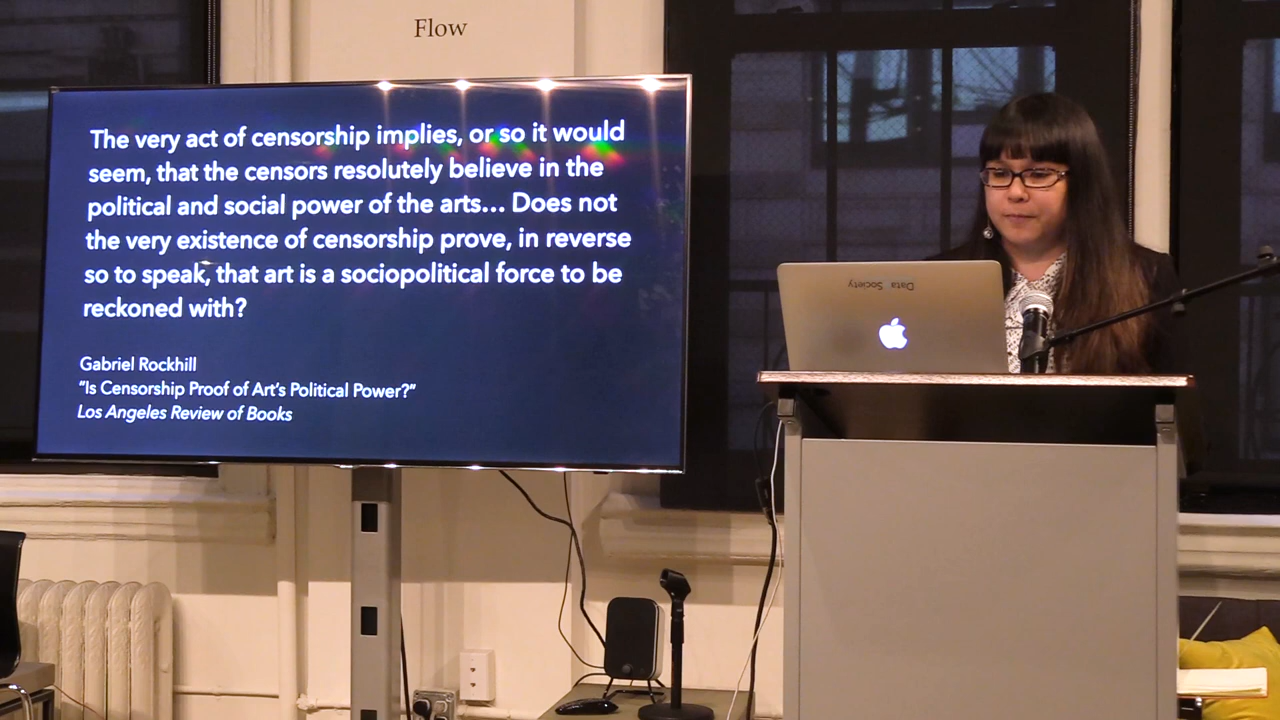 Flow
The very act of censorship implies, or so it would
seem, that the censors resolutely believe in the
political and social power of the arts... Does not
the very existence of censorship prove, in reverse
so to speak, that art is a sociopolitical force to be
reckoned with?
Gabriel Rockhill
“Is Censorship Proof of Art’s Political Power?”
Los Angeles Review of Books
Data Society